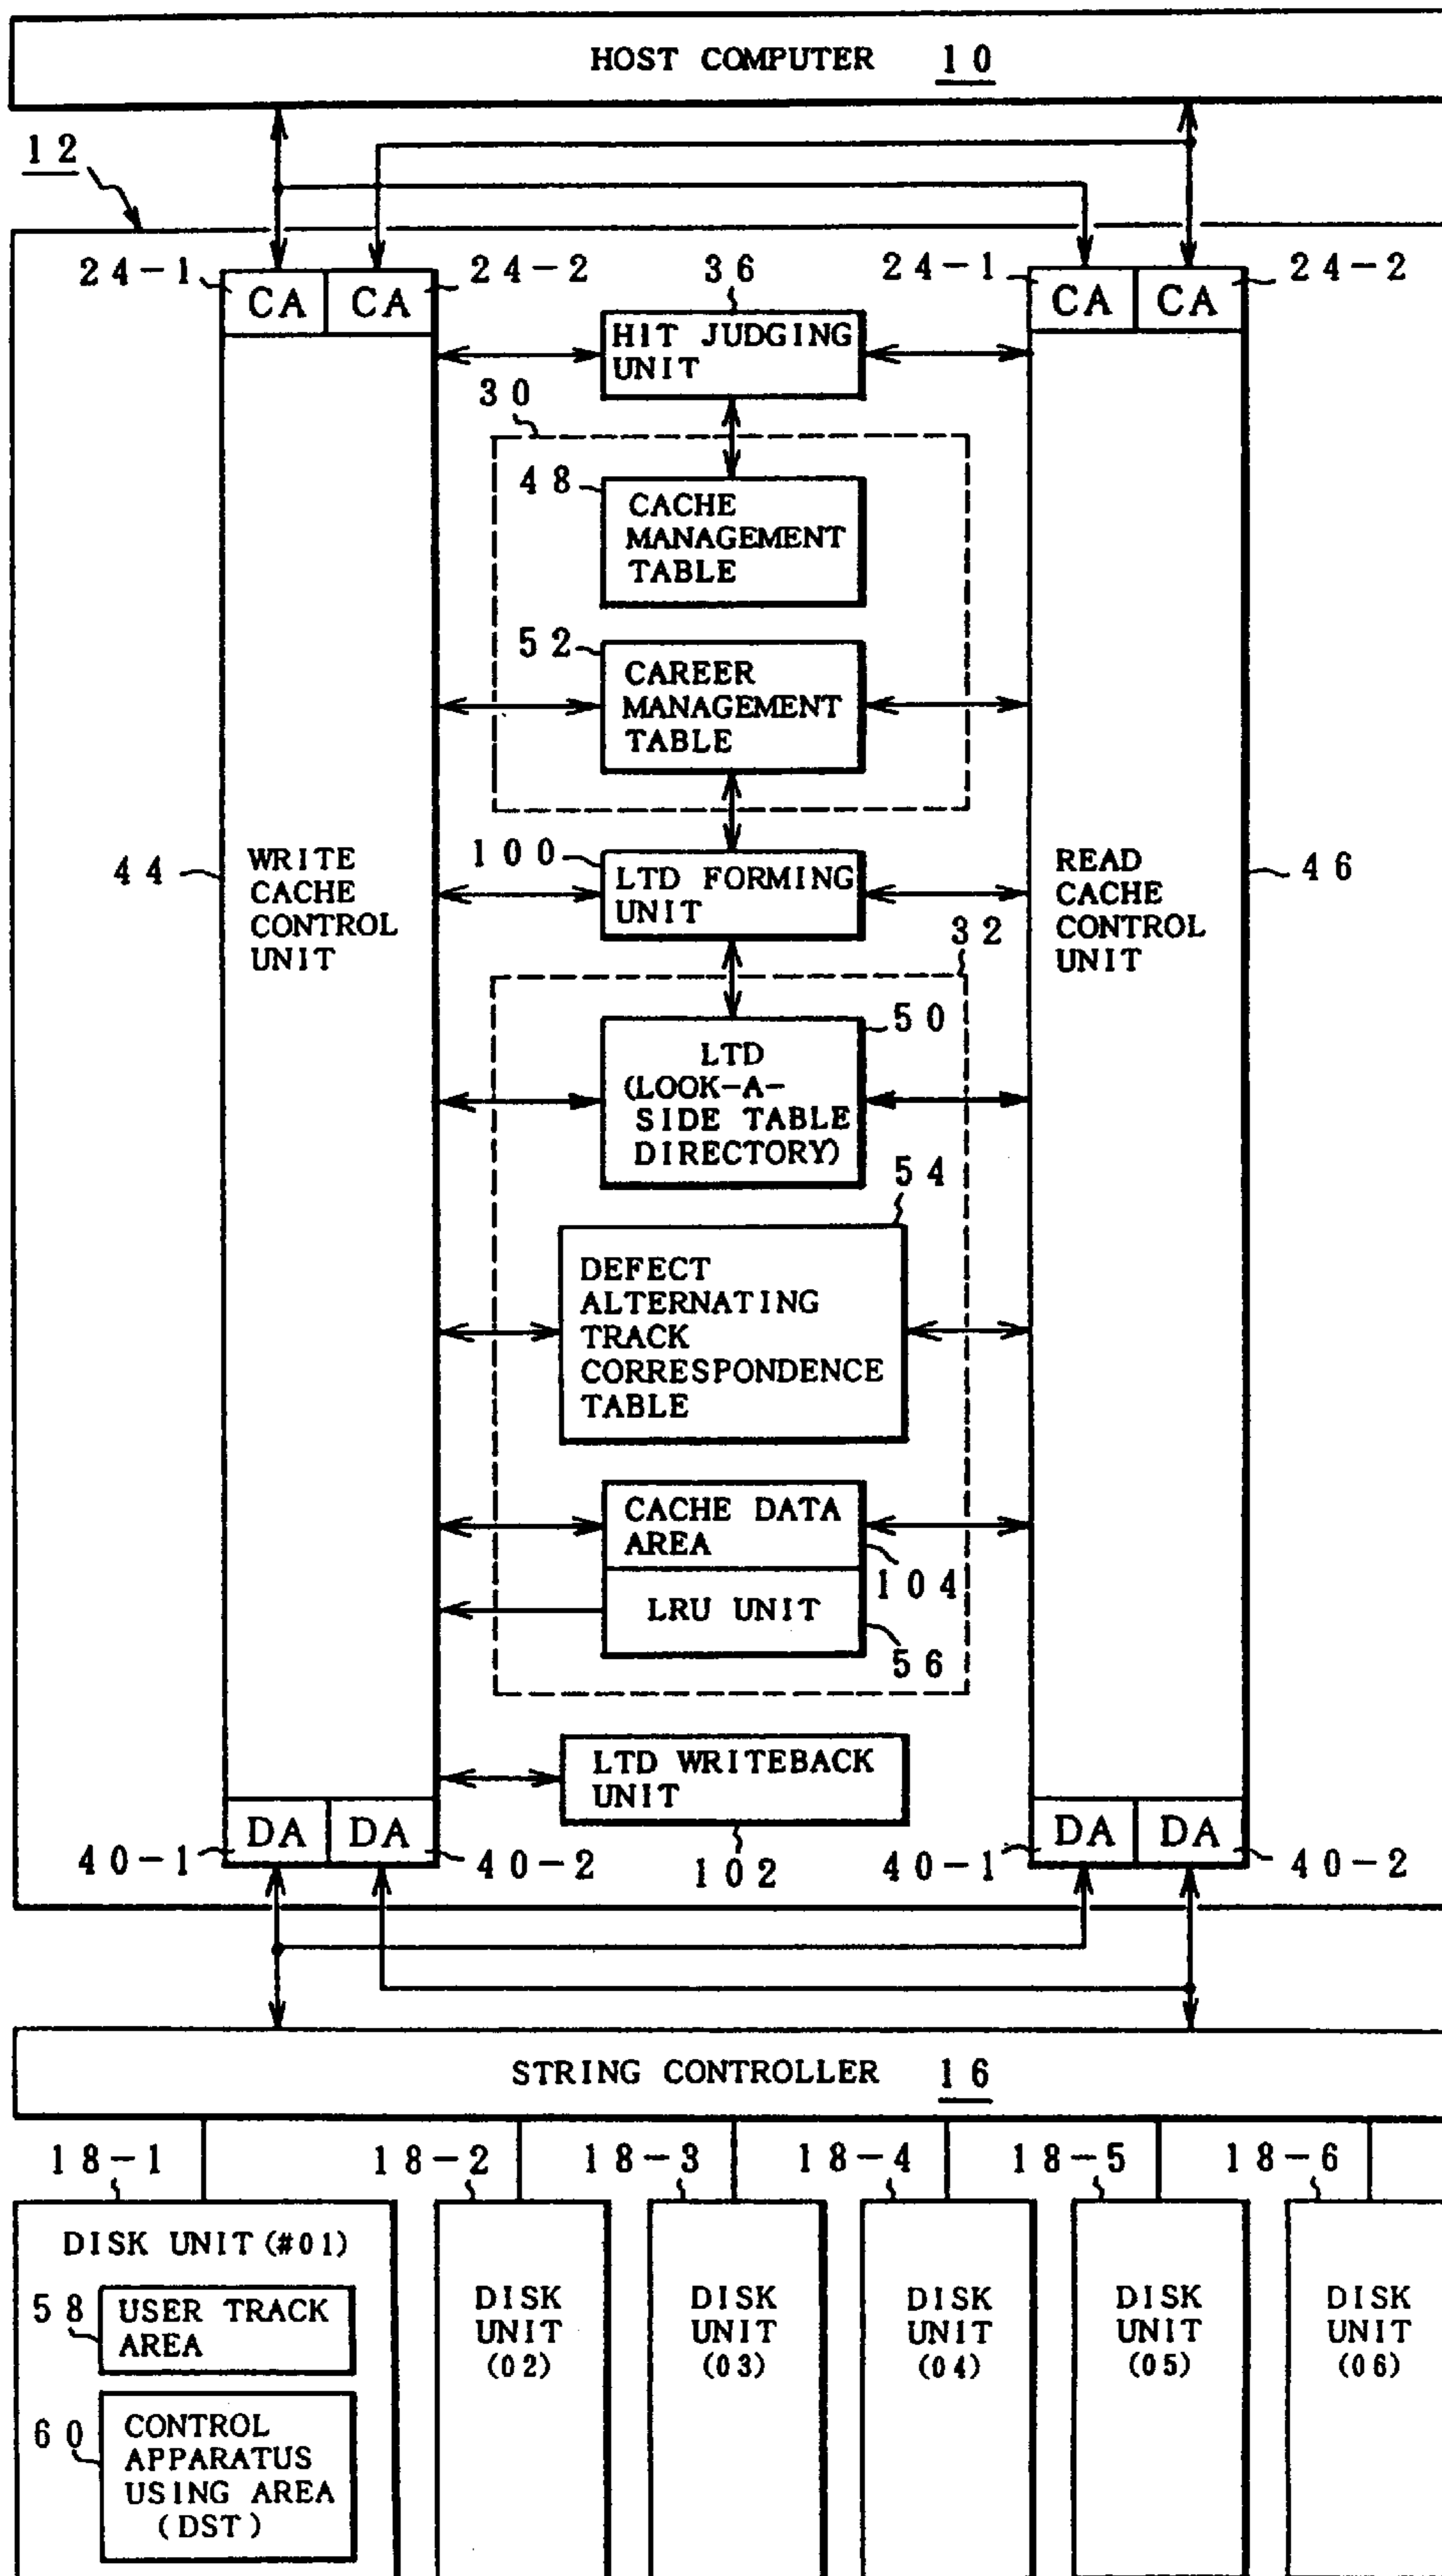 HOST COMPUTER 10
12
24-1
24-2
36
24-1
24-2
CA
CA
CA
CA
HIT JUDGING
UNIT
30
48
CACHE
MANAGEMENT
TABLE
52
CAREER
MANAGEMENT
TABLE
44
WRITE
CACHE
CONTROL
UNIT
100
LTD FORMING
UNIT
READ
CACHE
CONTROL
UNIT
46
32
50
LTD
(LOOK-A-
SIDE TABLE
DIRECTORY)
54
DEFECT
ALTERNATING
TRACK
CORRESPONDENCE
TABLE
CACHE DATA
AREA
104
LRU UNIT
56
LTD WRITEBACK
UNIT
DA
DA
DA
DA
40-1
40-2
102
40-1
40-2
STRING CONTROLLER 16
18-1
18-2
18-3
18-4
18-5
18-6
DISK UNIT(#01)
58
USER TRACK
AREA
60
CONTROL
APPARATUS
USING AREA
(DST)
DISK
UNIT
(02)
DISK
UNIT
(03)
DISK
UNIT
(04)
DISK
UNIT
(05)
DISK
UNIT
(06)